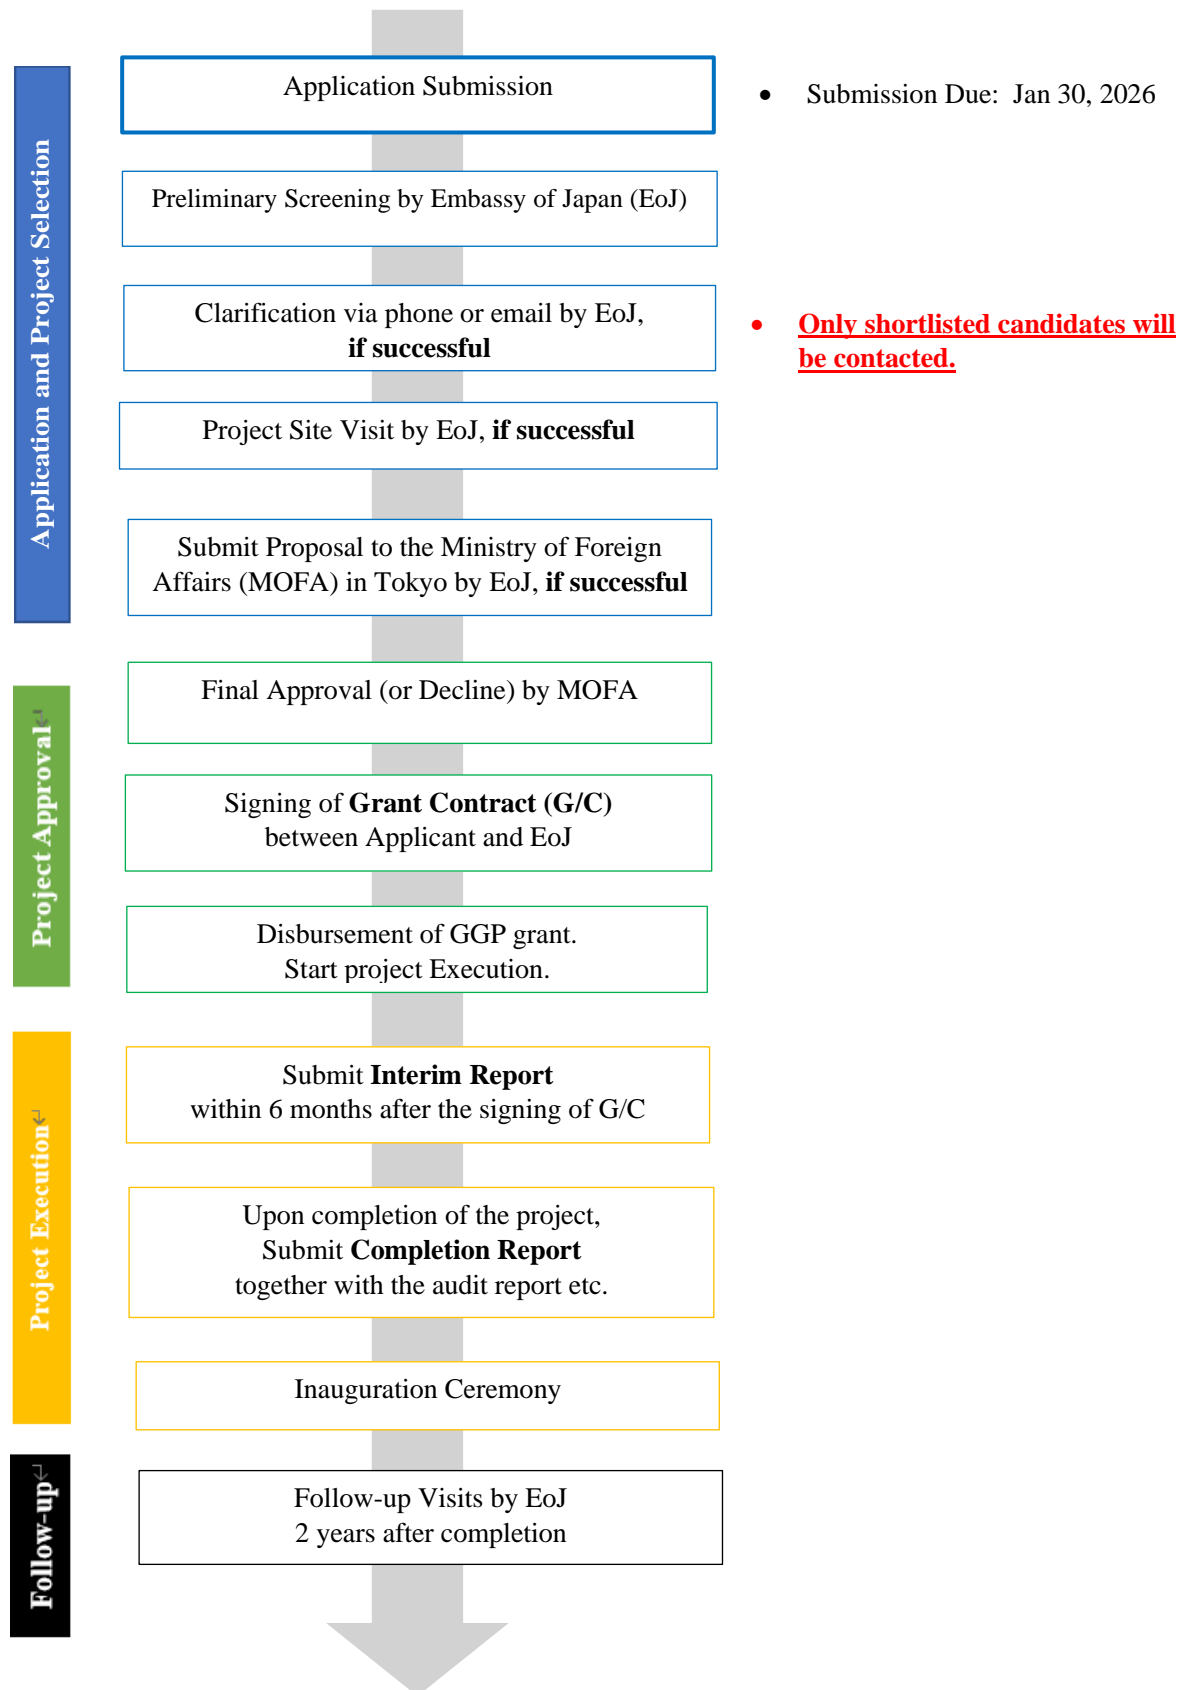 Application and Project Selection
Application Submission
• Submission Due: Jan 30, 2026
Preliminary Screening by Embassy of Japan (EoJ)
Clarification via phone or email by EoJ,
if successful
• Only shortlisted candidates will
be contacted.
Project Site Visit by EoJ, if successful
Submit Proposal to the Ministry of Foreign
Affairs (MOFA) in Tokyo by EoJ, if successful
Project Approval↵
Final Approval (or Decline) by MOFA
Signing of Grant Contract (G/C)
between Applicant and EoJ
Disbursement of GGP grant.
Start project Execution.
Project Execution↵
Submit Interim Report
within 6 months after the signing of G/C
Upon completion of the project,
Submit Completion Report
together with the audit report etc.
Inauguration Ceremony
Follow-up↵
Follow-up Visits by EoJ
2 years after completion